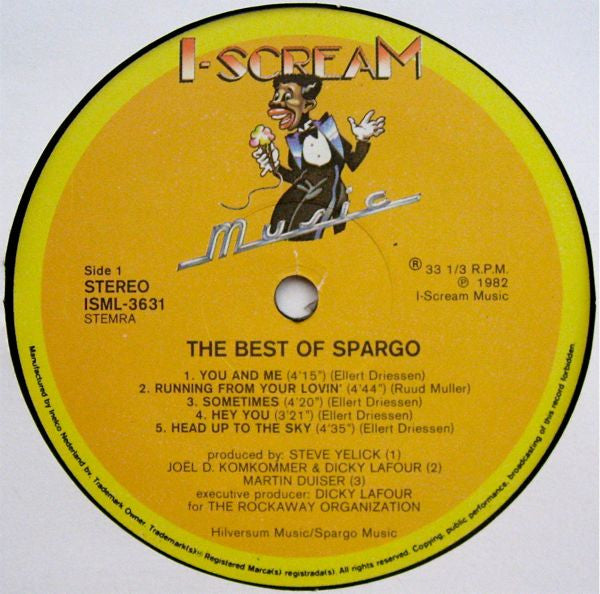 I-SCREAM
Music
Side 1
STEREO
ISML-3631
STEMRA
® 33 1/3 R.P.M.
℗ 1982
I-Scream Music
THE BEST OF SPARGO
1. YOU AND ME (4'15") (Ellert Driessen)
2. RUNNING FROM YOUR LOVIN' (4'44") (Ruud Muller)
3. SOMETIMES (4'20") (Ellert Driessen)
4. HEY YOU (3'21") (Ellert Driessen)
5. HEAD UP TO THE SKY (4'35") (Ellert Driessen)
produced by: STEVE YELICK (1)
JOËL D. KOMKOMMER & DICKY LAFOUR (2)
MARTIN DUISER (3)
executive producer: DICKY LAFOUR
for THE ROCKAWAY ORGANIZATION
Hilversum Music/Spargo Music
Manufactured by Inelco Nederland bv. Trademark Owner. Trademark(s)® Registered Marca(s) registrada(s). All rights reserved. Copying, public performance, broadcasting of this record forbidden.